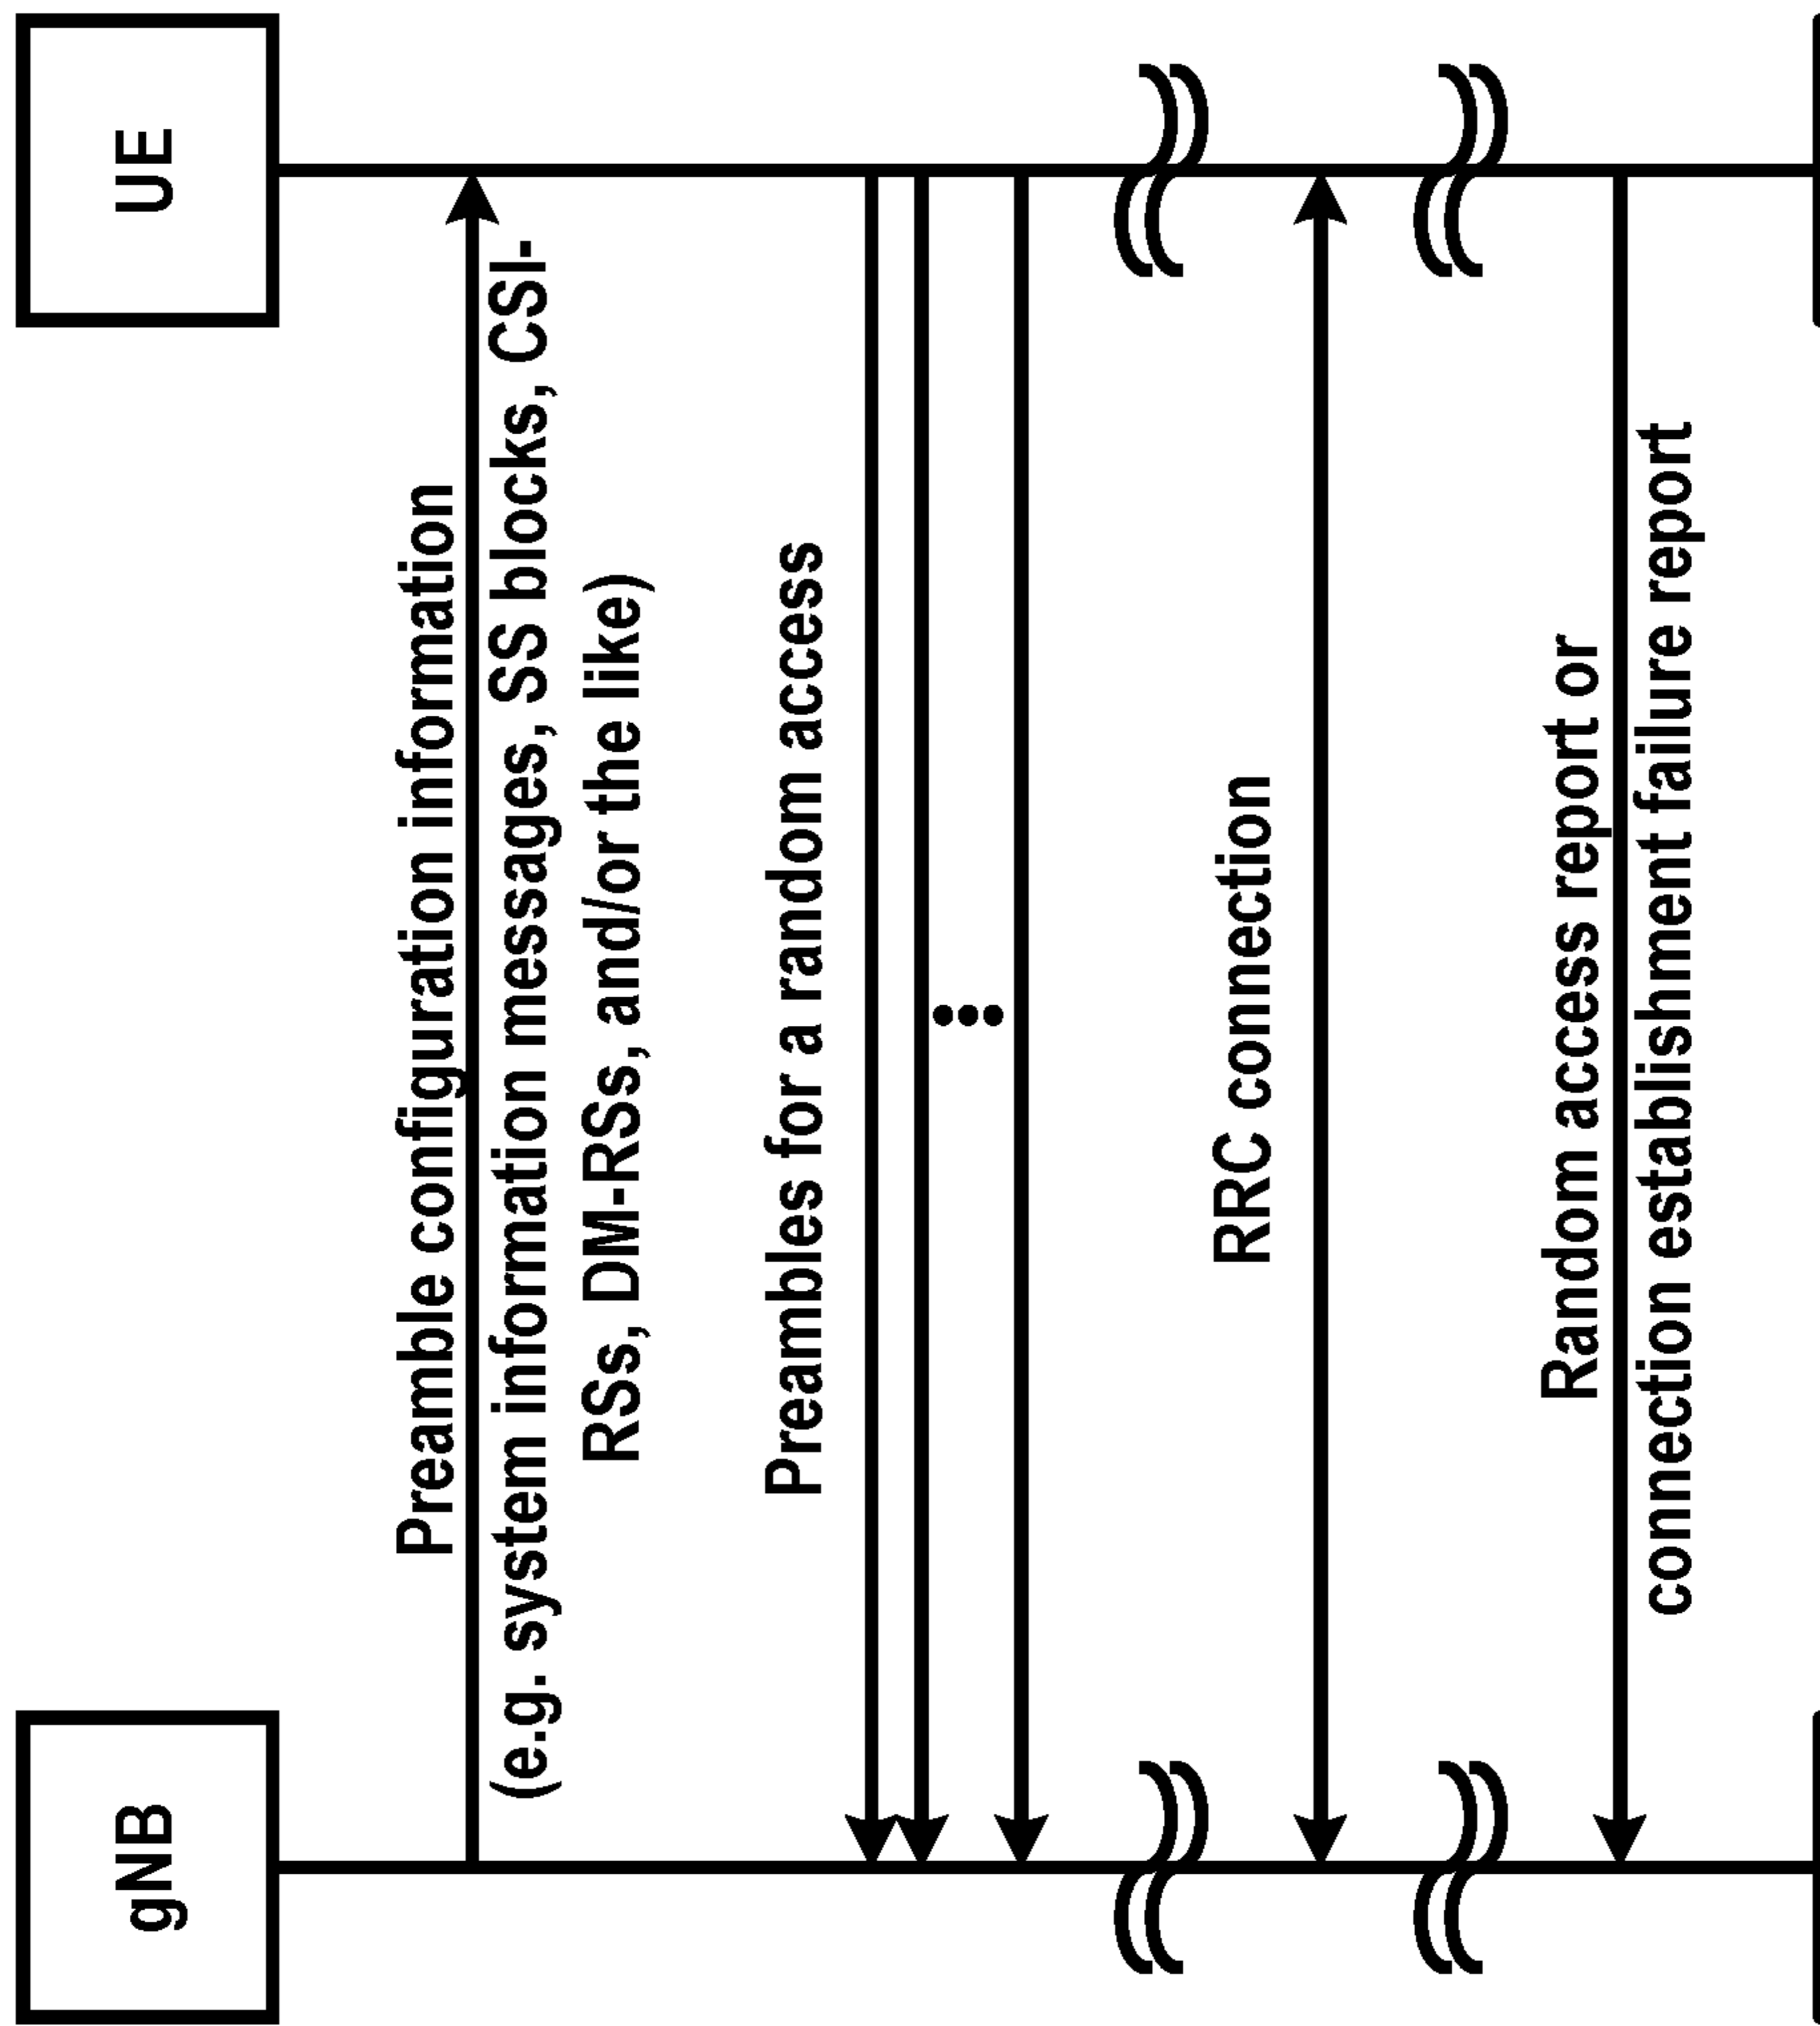 gNB
UE
Preamble configuration information
(e.g. system information messages, SS blocks, CSI-
RSs, DM-RSs, and/or the like)
Preambles for a random access
RRC connection
Random access report or
connection establishment failure report